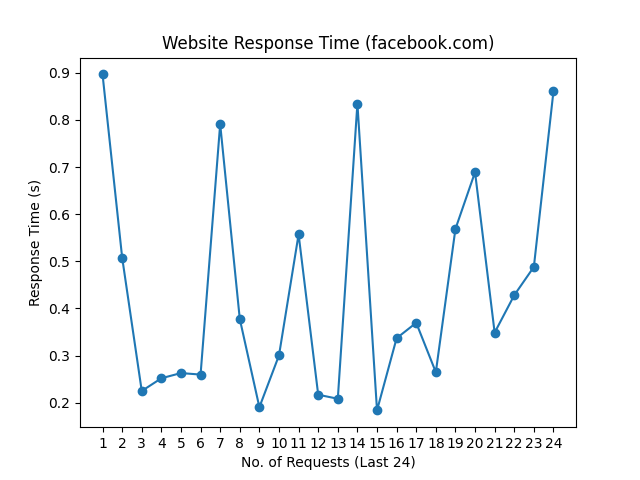 Website Response Time (facebook.com)
0.9
0.8
0.7
0.6
0.5
0.4
0.3
0.2
Response Time (s)
1 2 3 4 5 6 7 8 9 10 11 12 13 14 15 16 17 18 19 20 21 22 23 24
No. of Requests (Last 24)